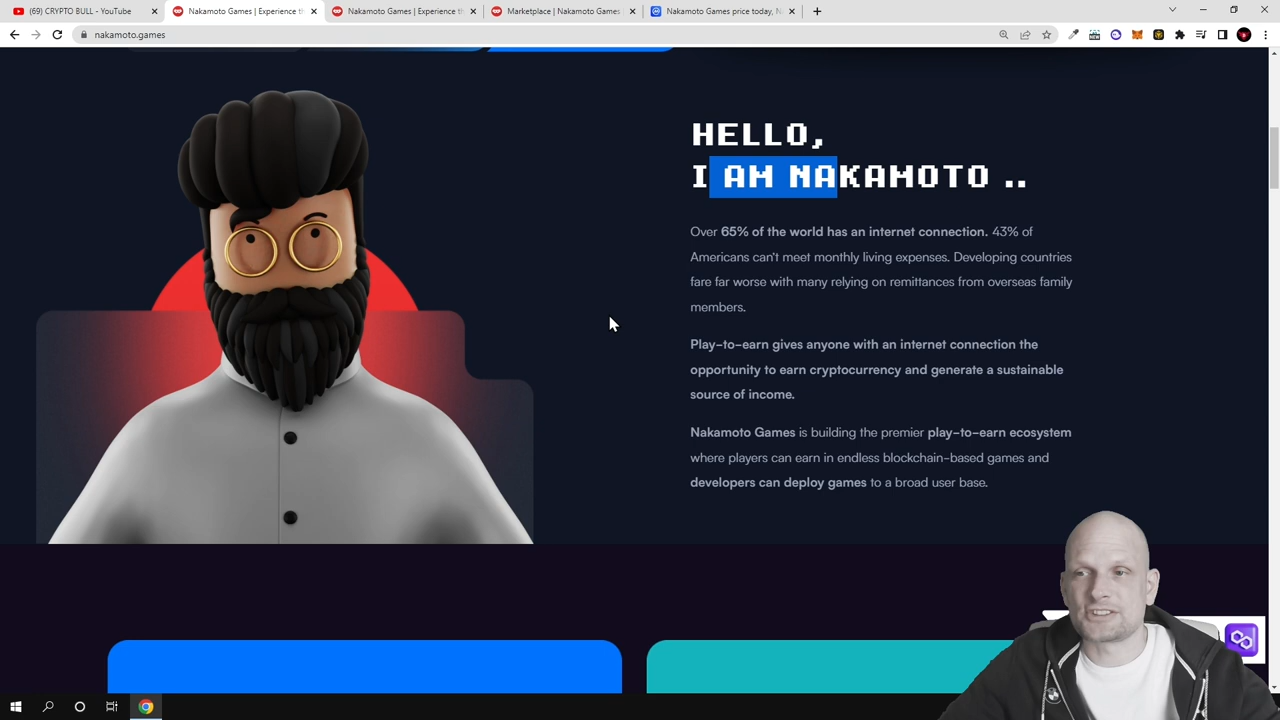 (69) CRYPTO BULL - YouTube
Nakamoto Games | Experience t
Nakamoto Games | Experience th
Marketplace | Nakamoto Games
Nakamoto Games price today, N
nakamoto.games
HELLO,
I AM NAKAMOTO ..
Over 65% of the world has an internet connection. 43% of
Americans can't meet monthly living expenses. Developing countries
fare far worse with many relying on remittances from overseas family
members.
Play-to-earn gives anyone with an internet connection the
opportunity to earn cryptocurrency and generate a sustainable
source of income.
Nakamoto Games is building the premier play-to-earn ecosystem
where players can earn in endless blockchain-based games and
developers can deploy games to a broad user base.